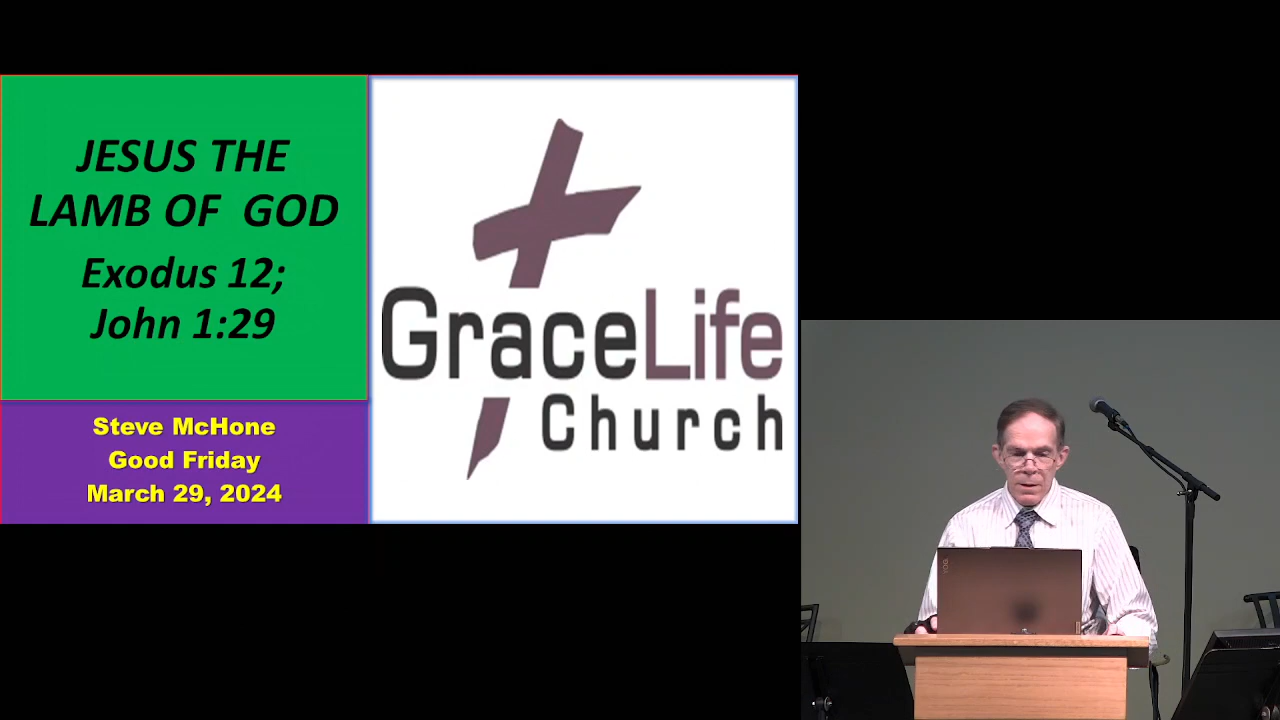 JESUS THE
LAMB OF GOD
Exodus 12;
John 1:29
Steve McHone
Good Friday
March 29, 2024
GraceLife
Church